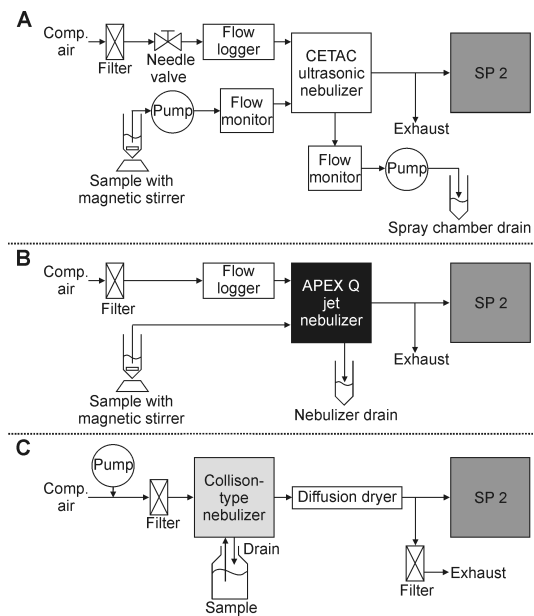 A
Comp.
air
Filter
Needle
valve
Flow
logger
CETAC
ultrasonic
nebulizer
SP 2
Exhaust
Pump
Flow
monitor
Sample with
magnetic stirrer
Flow
monitor
Pump
Spray chamber drain
B
Comp.
air
Filter
Flow
logger
APEX Q
jet
nebulizer
SP 2
Exhaust
Sample with
magnetic stirrer
Nebulizer drain
C
Pump
Comp.
air
Filter
Collison-
type
nebulizer
Diffusion dryer
SP 2
Drain
Sample
Filter
Exhaust